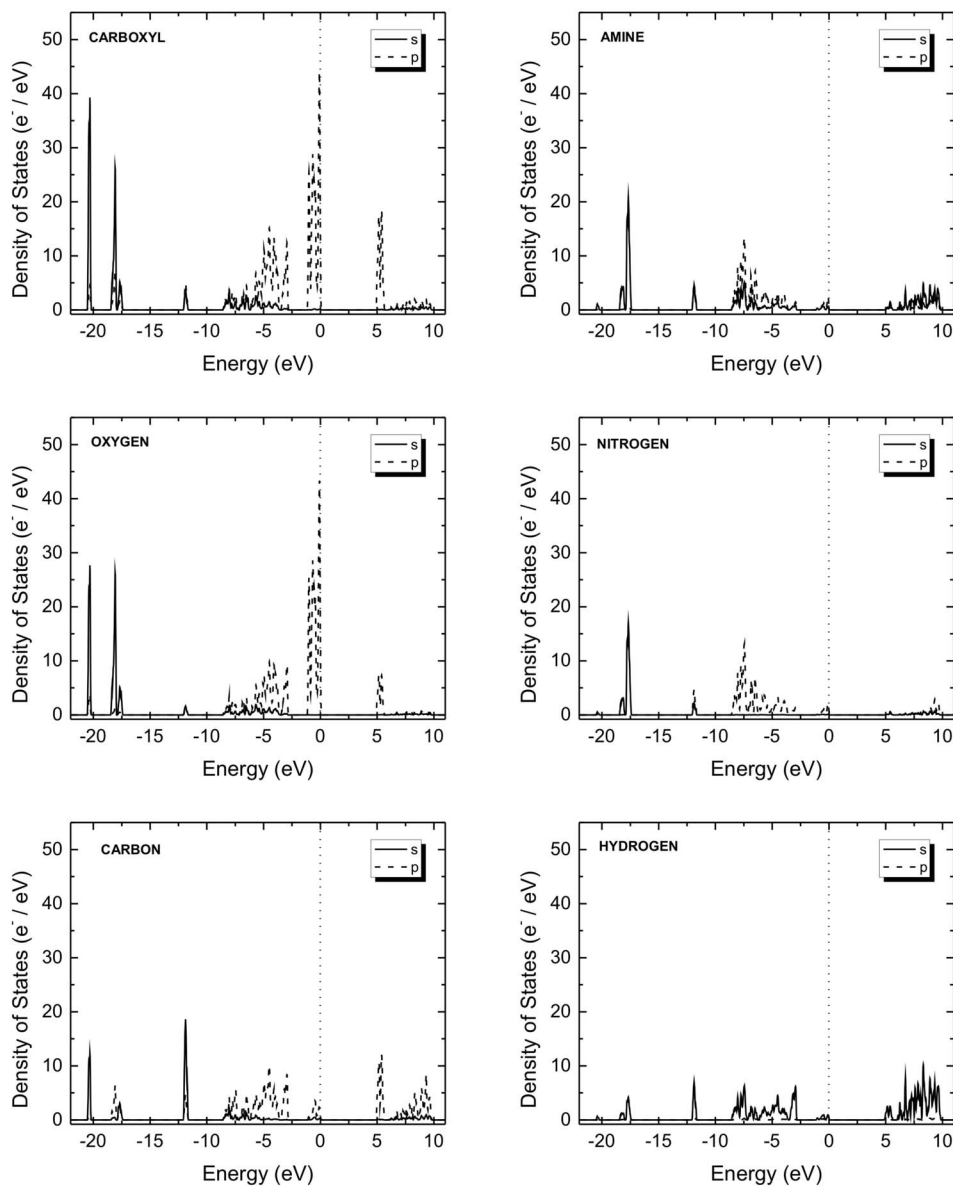 CARBOXYL
s
p
50
40
30
20
10
0
-20 -15 -10 -5 0 5 10
Density of States (e⁻ / eV)
Energy (eV)
AMINE
s
p
50
40
30
20
10
0
-20 -15 -10 -5 0 5 10
Density of States (e⁻ / eV)
Energy (eV)
OXYGEN
s
p
50
40
30
20
10
0
-20 -15 -10 -5 0 5 10
Density of States (e⁻ / eV)
Energy (eV)
NITROGEN
s
p
50
40
30
20
10
0
-20 -15 -10 -5 0 5 10
Density of States (e⁻ / eV)
Energy (eV)
CARBON
s
p
50
40
30
20
10
0
-20 -15 -10 -5 0 5 10
Density of States (e⁻ / eV)
Energy (eV)
HYDROGEN
s
p
50
40
30
20
10
0
-20 -15 -10 -5 0 5 10
Density of States (e⁻ / eV)
Energy (eV)